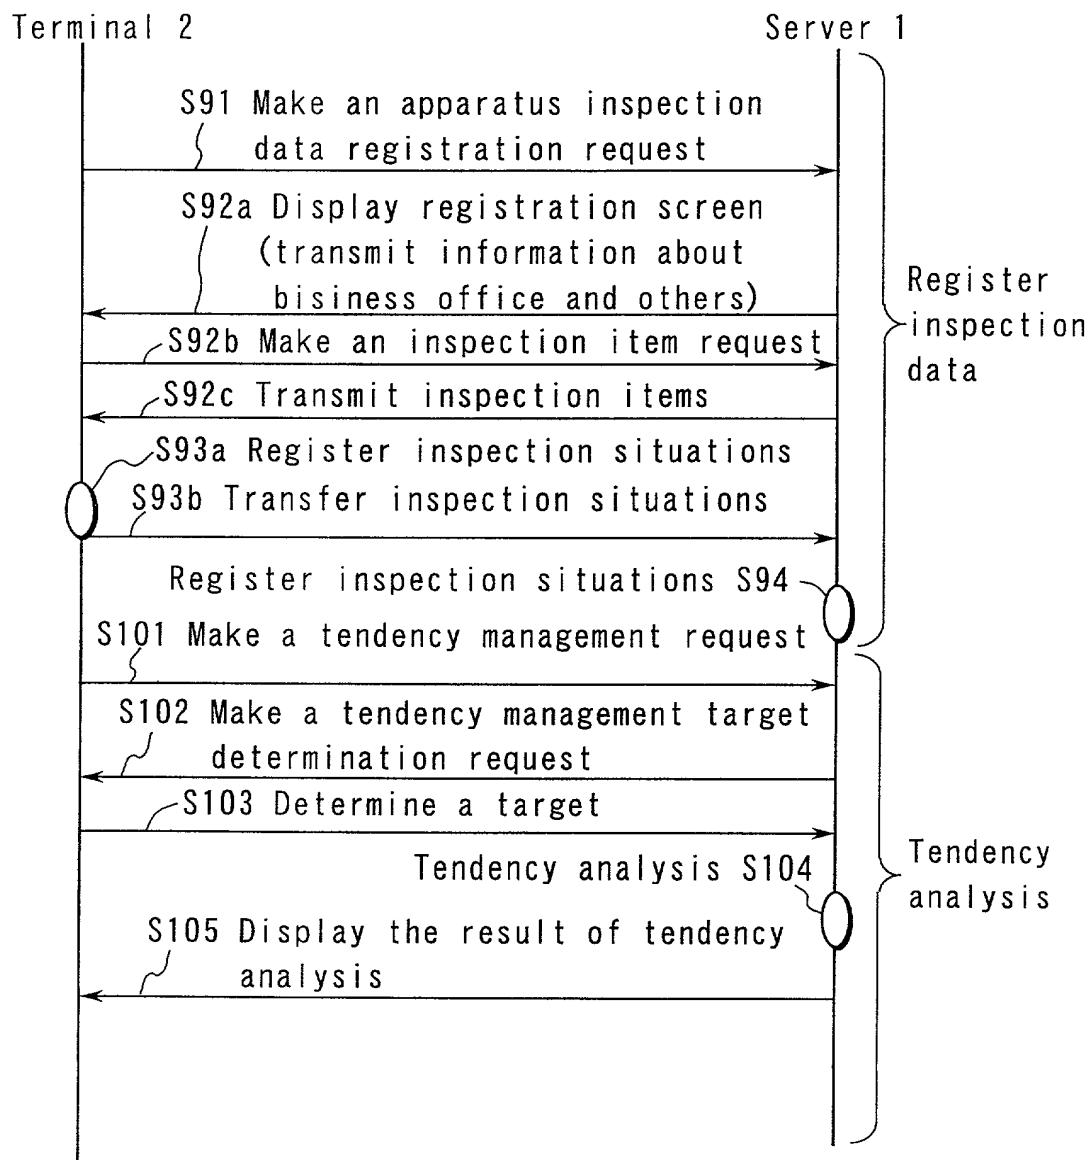 Terminal 2
Server 1
S91 Make an apparatus inspection
data registration request
S92a Display registration screen
(transmit information about
bisiness office and others)
S92b Make an inspection item request
S92c Transmit inspection items
S93a Register inspection situations
S93b Transfer inspection situations
Register inspection situations S94
Register
inspection
data
S101 Make a tendency management request
S102 Make a tendency management target
determination request
S103 Determine a target
Tendency analysis S104
S105 Display the result of tendency
analysis
Tendency
analysis